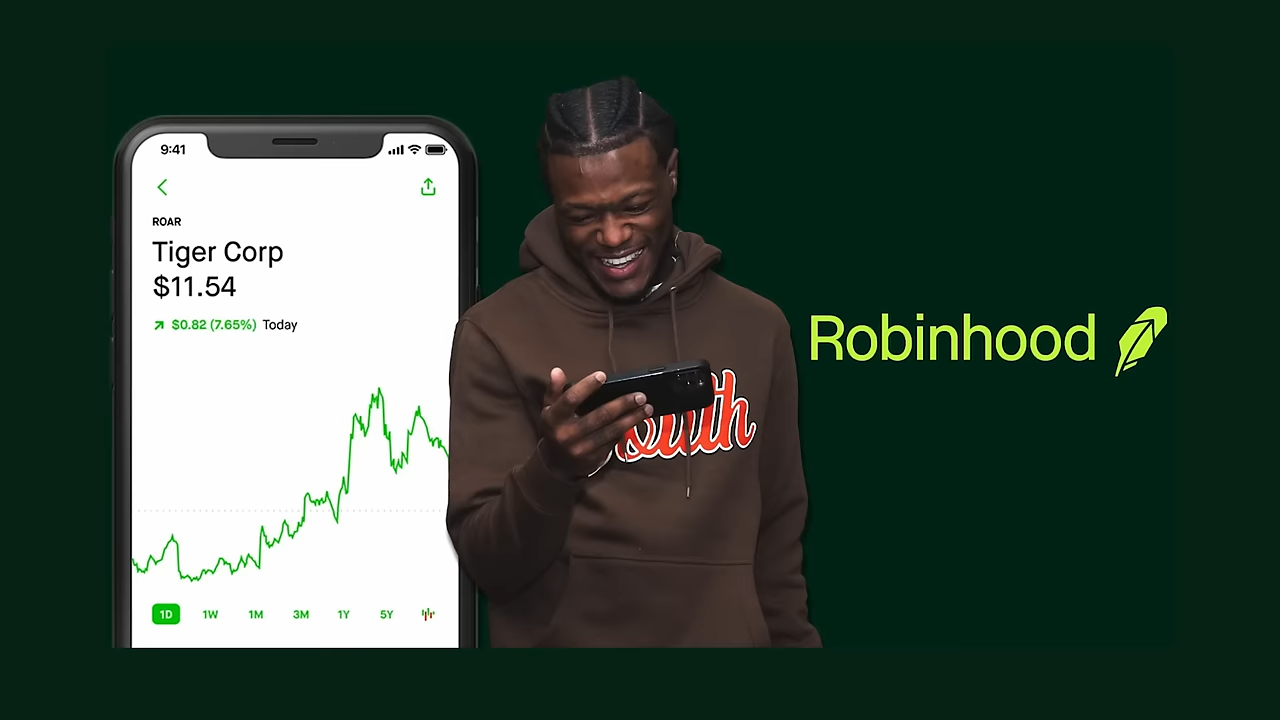 9:41
ROAR
Tiger Corp
$11.54
$0.82 (7.65%) Today
1D 1W 1M 3M 1Y 5Y
Robinhood